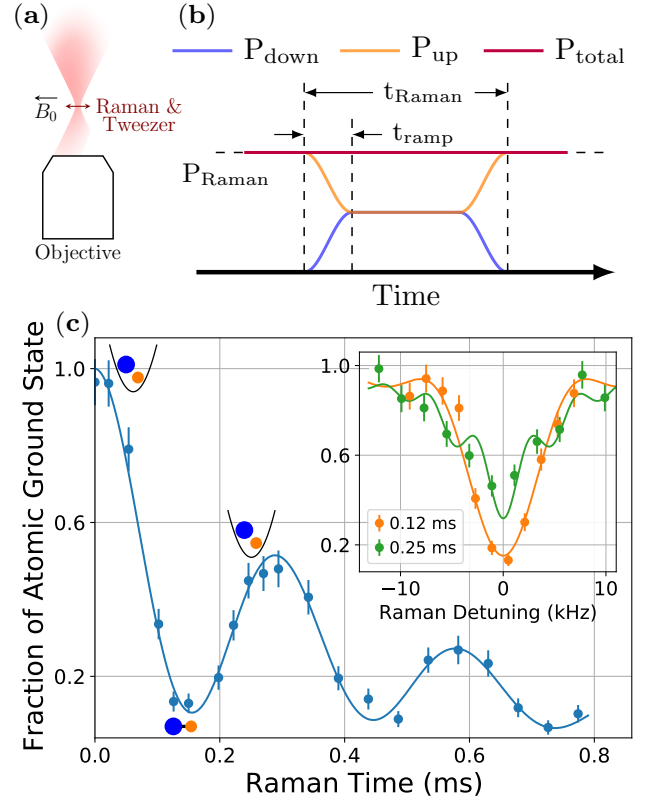 (a)
B₀
Raman &
Tweezer
Objective
(b)
P_down
P_up
P_total
t_Raman
t_ramp
P_Raman
Time
(c)
Fraction of Atomic Ground State
1.0
0.6
0.2
0.0
0.2
0.4
0.6
0.8
Raman Time (ms)
1.0
0.6
0.2
0.12 ms
0.25 ms
−10
0
10
Raman Detuning (kHz)